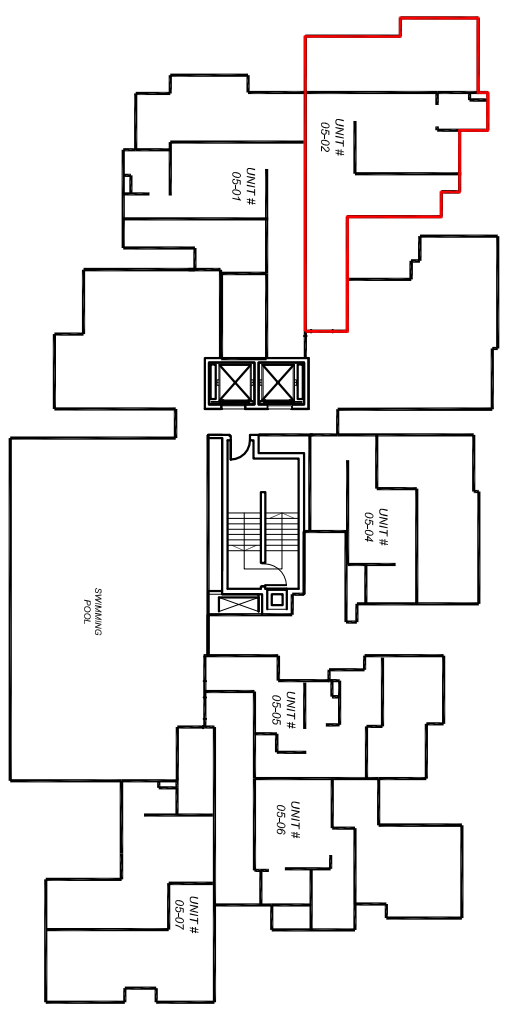 UNIT #
05-02
UNIT #
05-01
UNIT #
05-04
SWIMMING
POOL
UNIT #
05-05
UNIT #
05-06
UNIT #
05-07